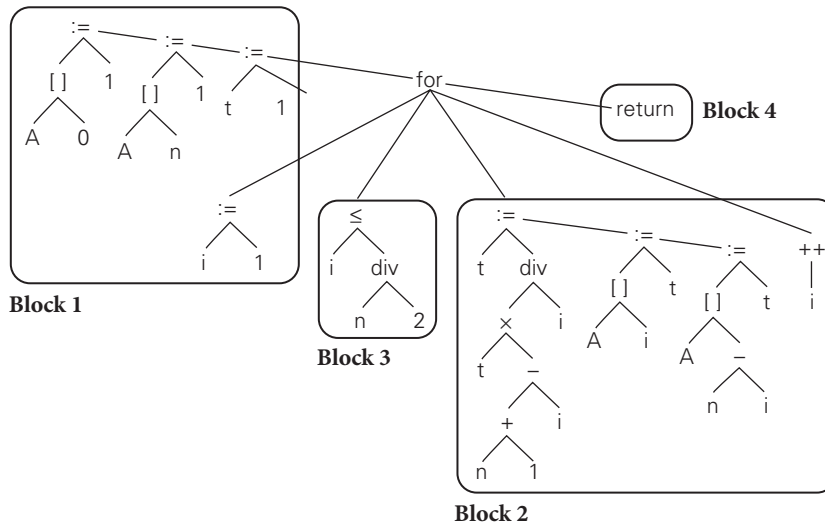 := := :=
for
[ ] 1 [ ] 1 t 1
return Block 4
A 0 A n
:= ≤ := := := ++
i 1 i div t div [ ] t [ ] t i
Block 1
n 2 × i A i A −
Block 3
t − n i
+ i
n 1
Block 2